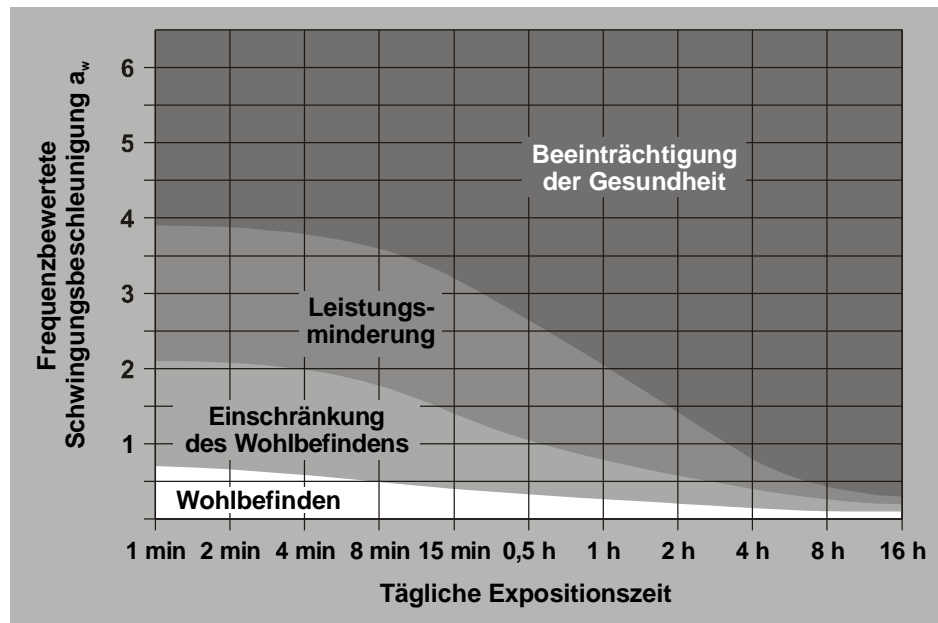 Frequenzbewertete
Schwingungsbeschleunigung a_w
6
5
4
3
2
1
Beeinträchtigung
der Gesundheit
Leistungs-
minderung
Einschränkung
des Wohlbefindens
Wohlbefinden
1 min 2 min 4 min 8 min 15 min 0,5 h 1 h 2 h 4 h 8 h 16 h
Tägliche Expositionszeit